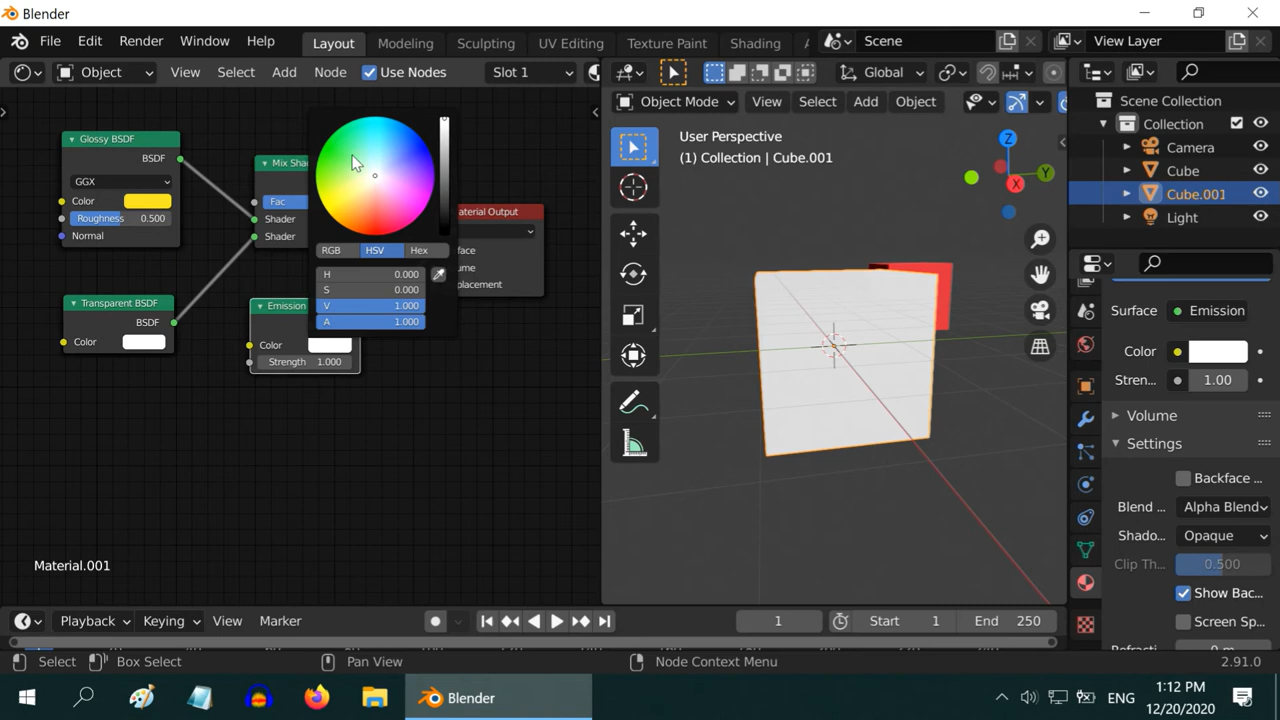 Blender
File Edit Render Window Help Layout Modeling Sculpting UV Editing Texture Paint Shading Scene View Layer
Object View Select Add Node Use Nodes Slot 1 Global
Object Mode View Select Add Object
Scene Collection
Collection
Camera
Cube
Cube.001
Light
User Perspective
(1) Collection | Cube.001
Z
Y
X
Glossy BSDF
BSDF
GGX
Color
Roughness 0.500
Normal
Mix Sha
Fac
Shader
Shader
Transparent BSDF
BSDF
Color
Emission
Color
Strength 1.000
RGB HSV Hex
H 0.000
S 0.000
V 1.000
A 1.000
aterial Output
face
ume
placement
Material.001
Surface Emission
Color
Stren... 1.00
Volume
Settings
Backface ...
Blend ... Alpha Blend
Shado... Opaque
Clip Th... 0.500
Show Bac...
Screen Sp...
Playback Keying View Marker 1 Start 1 End 250
Select Box Select Pan View Node Context Menu 2.91.0
Blender ENG 1:12 PM
12/20/2020